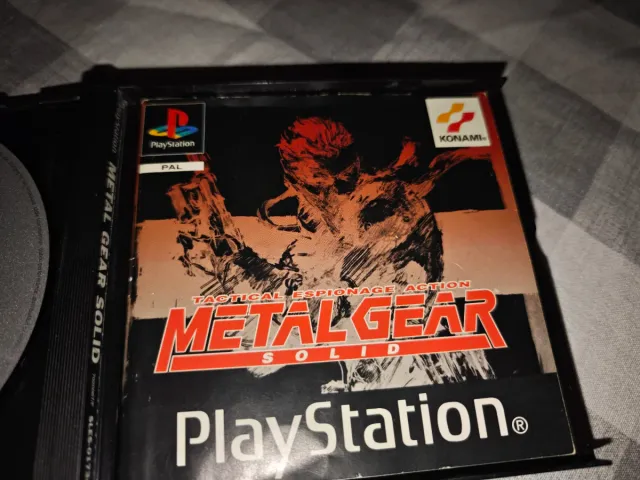 PlayStation
PAL
KONAMI
TACTICAL ESPIONAGE ACTION
METAL GEAR
SOLID
PlayStation®
METAL GEAR SOLID